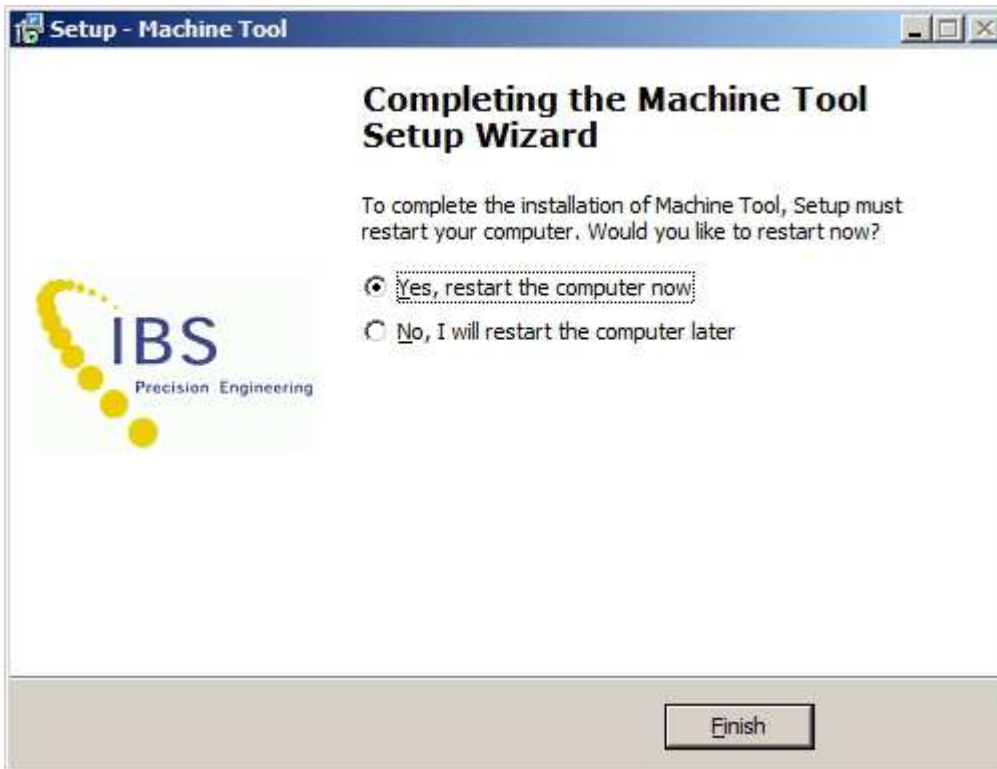 Setup - Machine Tool
Completing the Machine Tool
Setup Wizard
To complete the installation of Machine Tool, Setup must
restart your computer. Would you like to restart now?
Yes, restart the computer now
No, I will restart the computer later
IBS
Precision Engineering
Finish